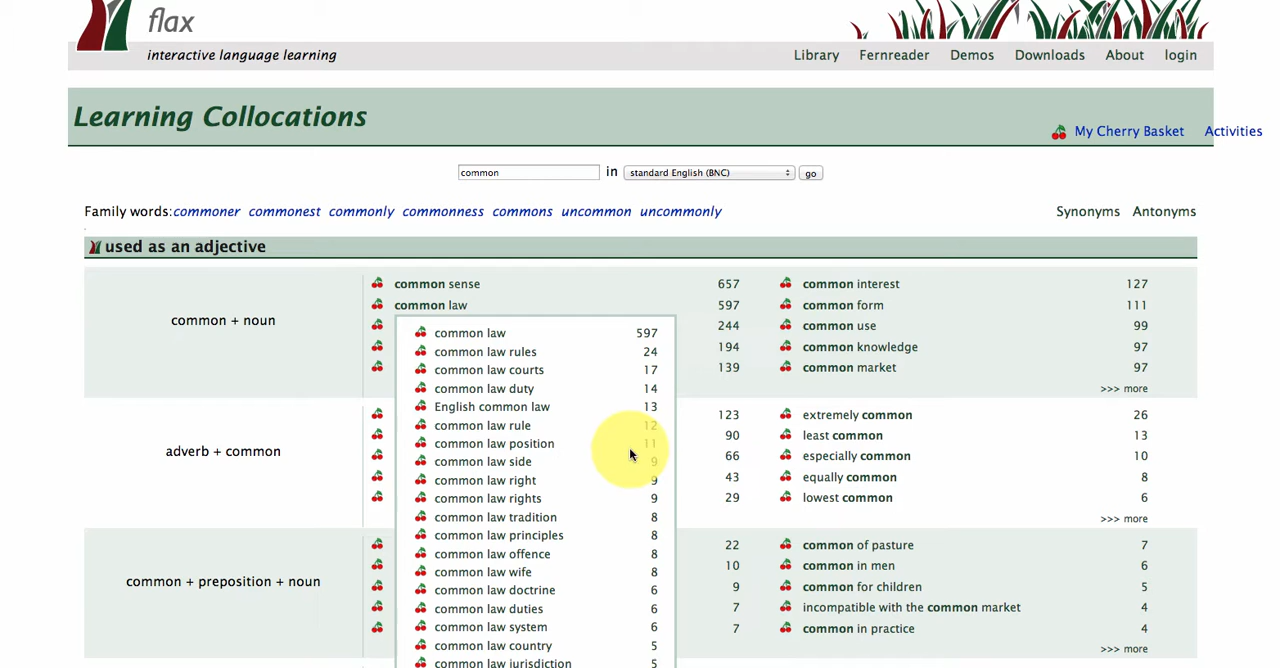 flax
interactive language learning
Library Fernreader Demos Downloads About login
Learning Collocations
My Cherry Basket Activities
common in standard English (BNC) go
Family words:commoner commonest commonly commonness commons uncommon uncommonly
Synonyms Antonyms
used as an adjective
common + noun
common sense 657
common law 597
244
194
139
common interest 127
common form 111
common use 99
common knowledge 97
common market 97
>>> more
common law 597
common law rules 24
common law courts 17
common law duty 14
English common law 13
common law rule 12
common law position 11
common law side 9
common law right 9
common law rights 9
common law tradition 8
common law principles 8
common law offence 8
common law wife 8
common law doctrine 6
common law duties 6
common law system 6
common law country 5
common law jurisdiction 5
adverb + common
123
90
66
43
29
extremely common 26
least common 13
especially common 10
equally common 8
lowest common 6
>>> more
common + preposition + noun
22
10
9
7
7
common of pasture 7
common in men 6
common for children 5
incompatible with the common market 4
common in practice 4
>>> more